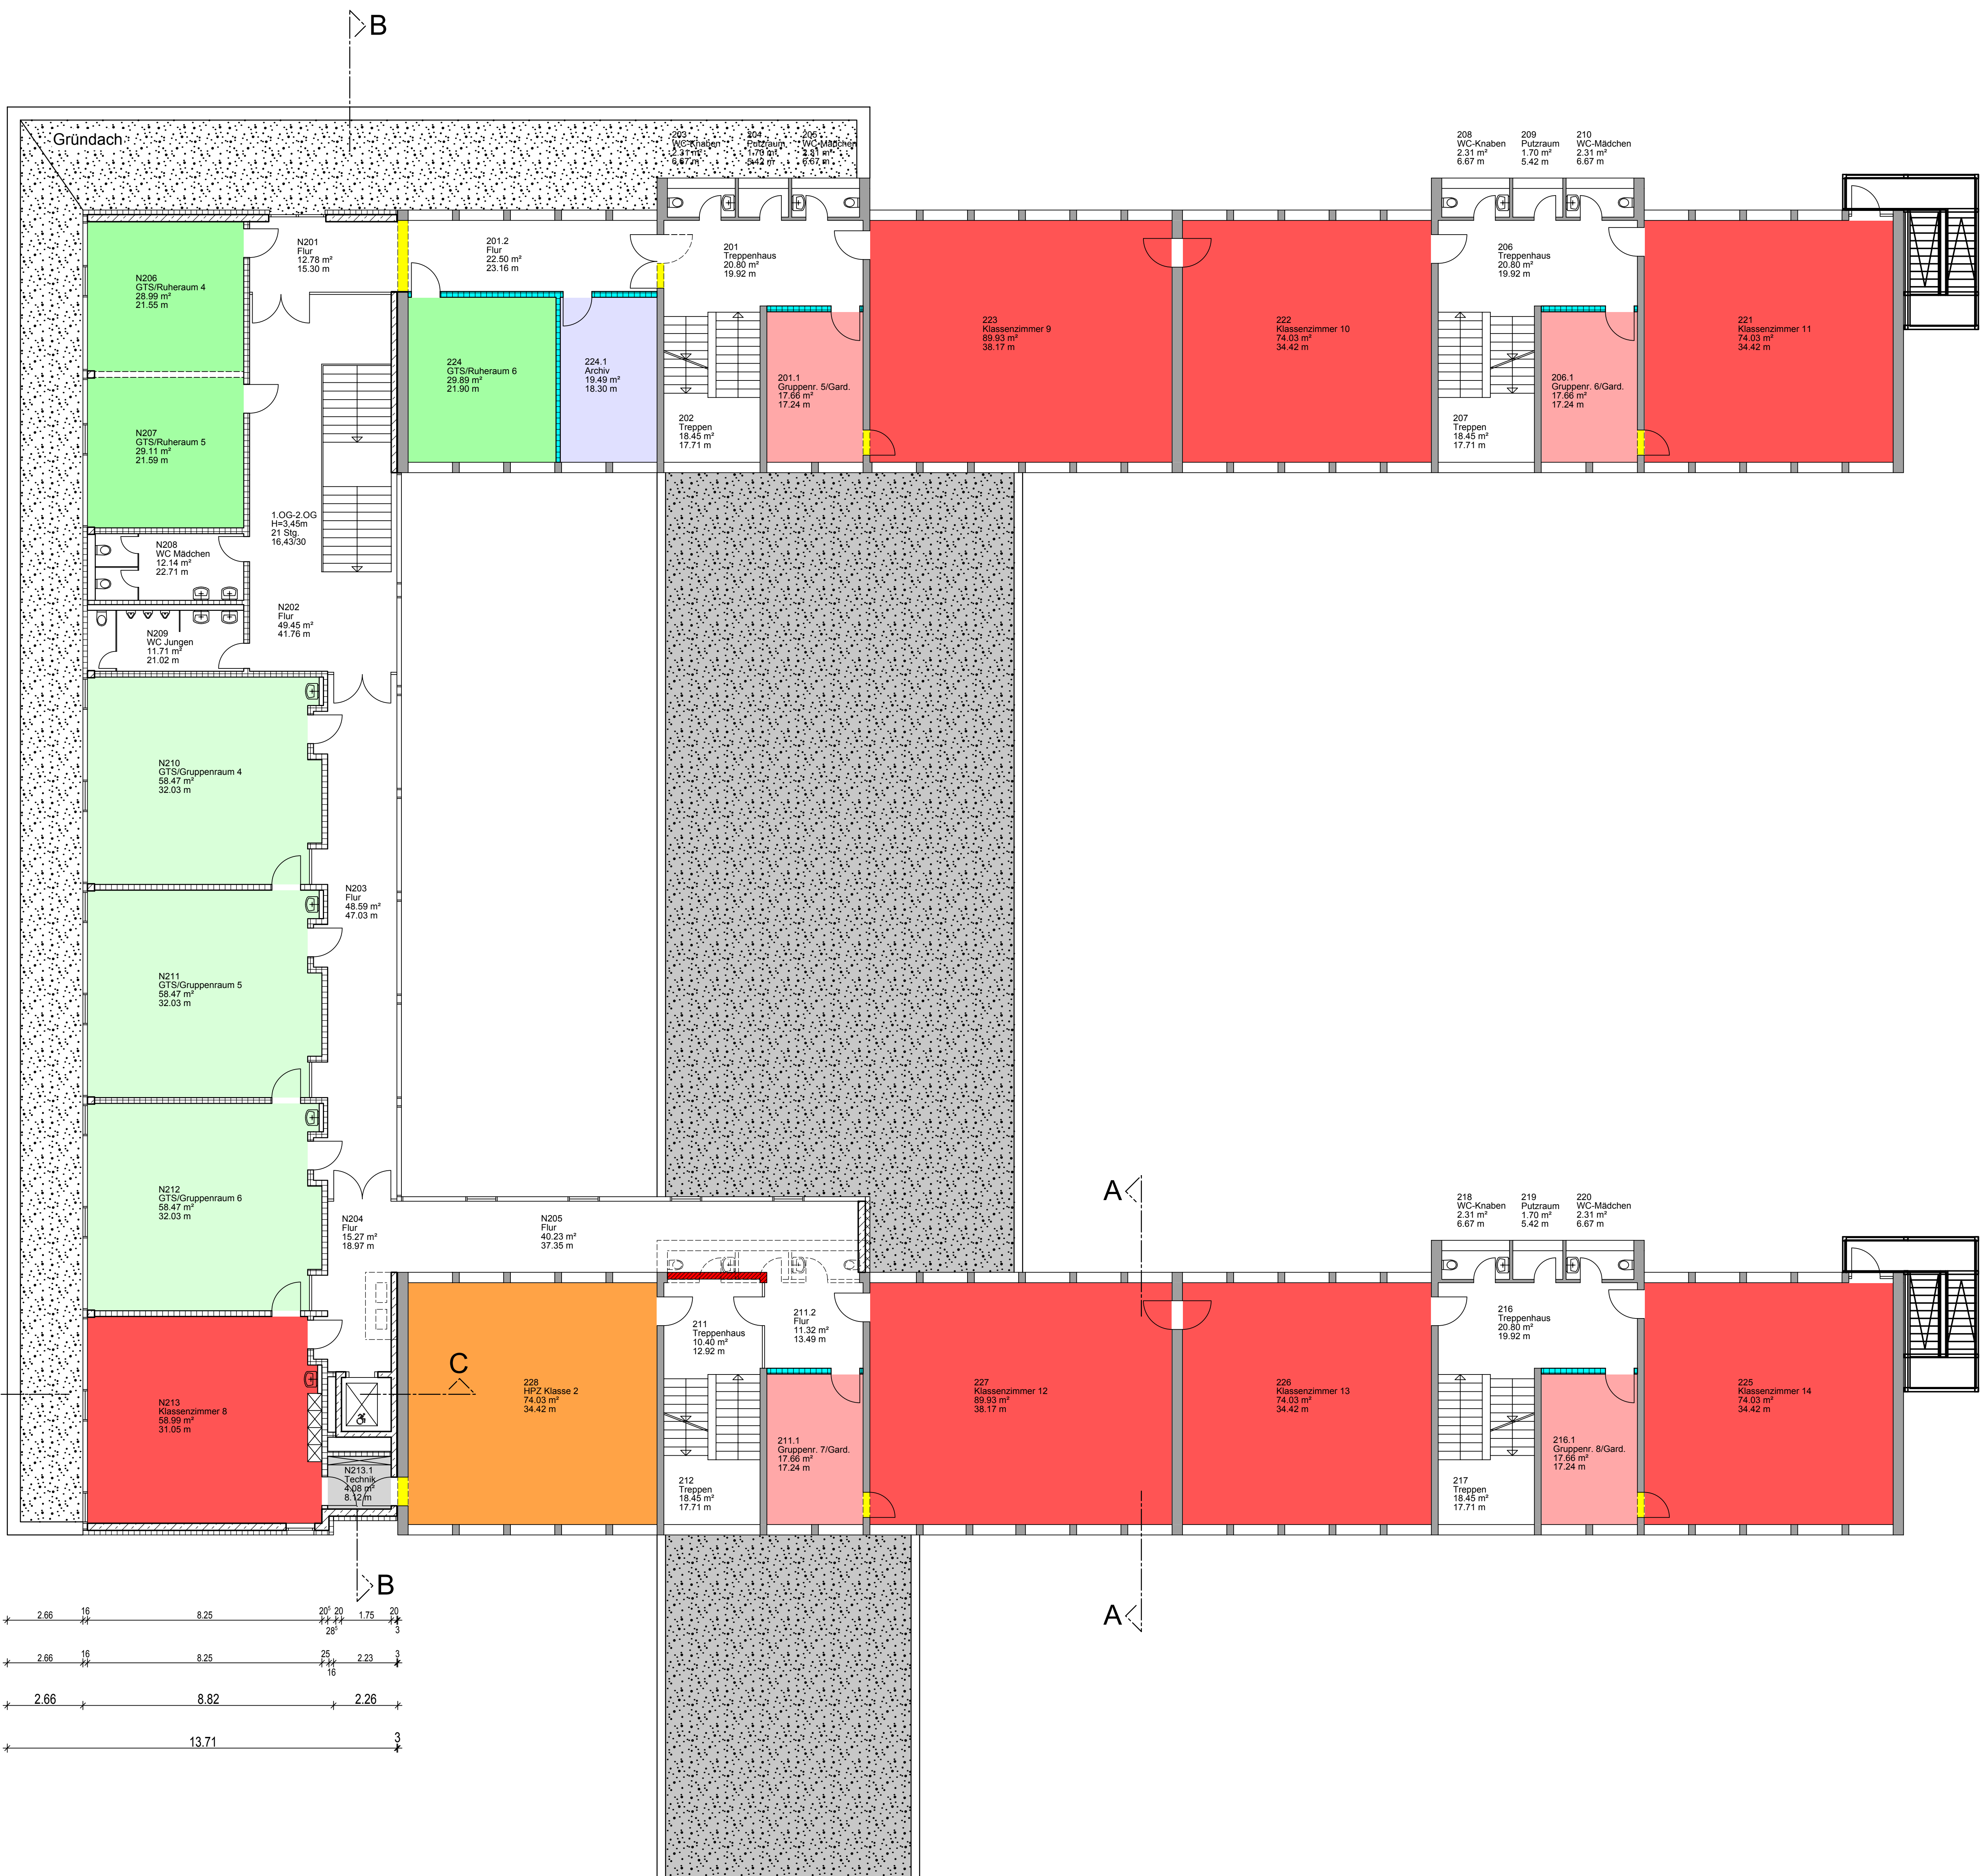 B
Gründach
203
WC-Knaben
2.31 m²
6.67 m
204
Putzraum
1.70 m²
5.42 m
205
WC-Mädchen
2.31 m²
6.67 m
208
WC-Knaben
2.31 m²
6.67 m
209
Putzraum
1.70 m²
5.42 m
210
WC-Mädchen
2.31 m²
6.67 m
N201
Flur
12.78 m²
15.30 m
201.2
Flur
22.50 m²
23.16 m
201
Treppenhaus
20.80 m²
19.92 m
206
Treppenhaus
20.80 m²
19.92 m
N206
GTS/Ruheraum 4
28.99 m²
21.55 m
223
Klassenzimmer 9
89.93 m²
38.17 m
222
Klassenzimmer 10
74.03 m²
34.42 m
221
Klassenzimmer 11
74.03 m²
34.42 m
224
GTS/Ruheraum 6
29.89 m²
21.90 m
224.1
Archiv
19.49 m²
18.30 m
201.1
Gruppenr. 5/Gard.
17.66 m²
17.24 m
206.1
Gruppenr. 6/Gard.
17.66 m²
17.24 m
202
Treppen
18.45 m²
17.71 m
207
Treppen
18.45 m²
17.71 m
N207
GTS/Ruheraum 5
29.11 m²
21.59 m
1.OG-2.OG
H=3,45m
21 Stg.
16,43/30
N208
WC Mädchen
12.14 m²
22.71 m
N202
Flur
49.45 m²
41.76 m
N209
WC Jungen
11.71 m²
21.02 m
N210
GTS/Gruppenraum 4
58.47 m²
32.03 m
N203
Flur
48.59 m²
47.03 m
N211
GTS/Gruppenraum 5
58.47 m²
32.03 m
N212
GTS/Gruppenraum 6
58.47 m²
32.03 m
A
N204
Flur
15.27 m²
18.97 m
N205
Flur
40.23 m²
37.35 m
218
WC-Knaben
2.31 m²
6.67 m
219
Putzraum
1.70 m²
5.42 m
220
WC-Mädchen
2.31 m²
6.67 m
211
Treppenhaus
10.40 m²
12.92 m
211.2
Flur
11.32 m²
13.49 m
216
Treppenhaus
20.80 m²
19.92 m
C
N213
Klassenzimmer 8
58.99 m²
31.05 m
228
HPZ Klasse 2
74.03 m²
34.42 m
227
Klassenzimmer 12
89.93 m²
38.17 m
226
Klassenzimmer 13
74.03 m²
34.42 m
225
Klassenzimmer 14
74.03 m²
34.42 m
211.1
Gruppenr. 7/Gard.
17.66 m²
17.24 m
216.1
Gruppenr. 8/Gard.
17.66 m²
17.24 m
N213.1
Technik
4.08 m²
8.12 m
212
Treppen
18.45 m²
17.71 m
217
Treppen
18.45 m²
17.71 m
B
A
2.66 16 8.25 20⁵ 20 1.75 20
28⁵ 3
2.66 16 8.25 25 2.23 3
16
2.66 8.82 2.26
13.71 3